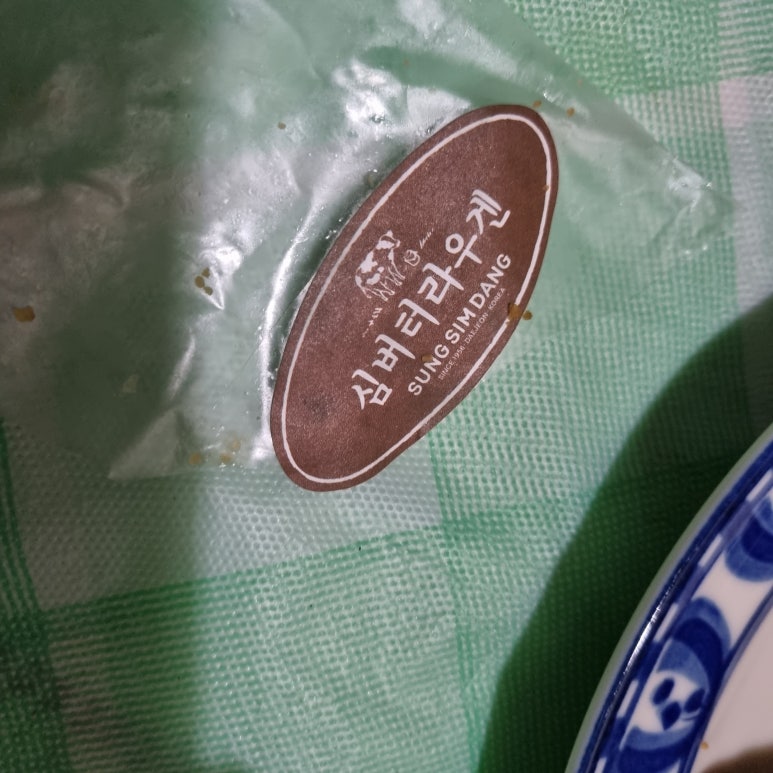 심버터라우겐
SUNG SIM DANG
SINCE 1956 DAEJEON KOREA